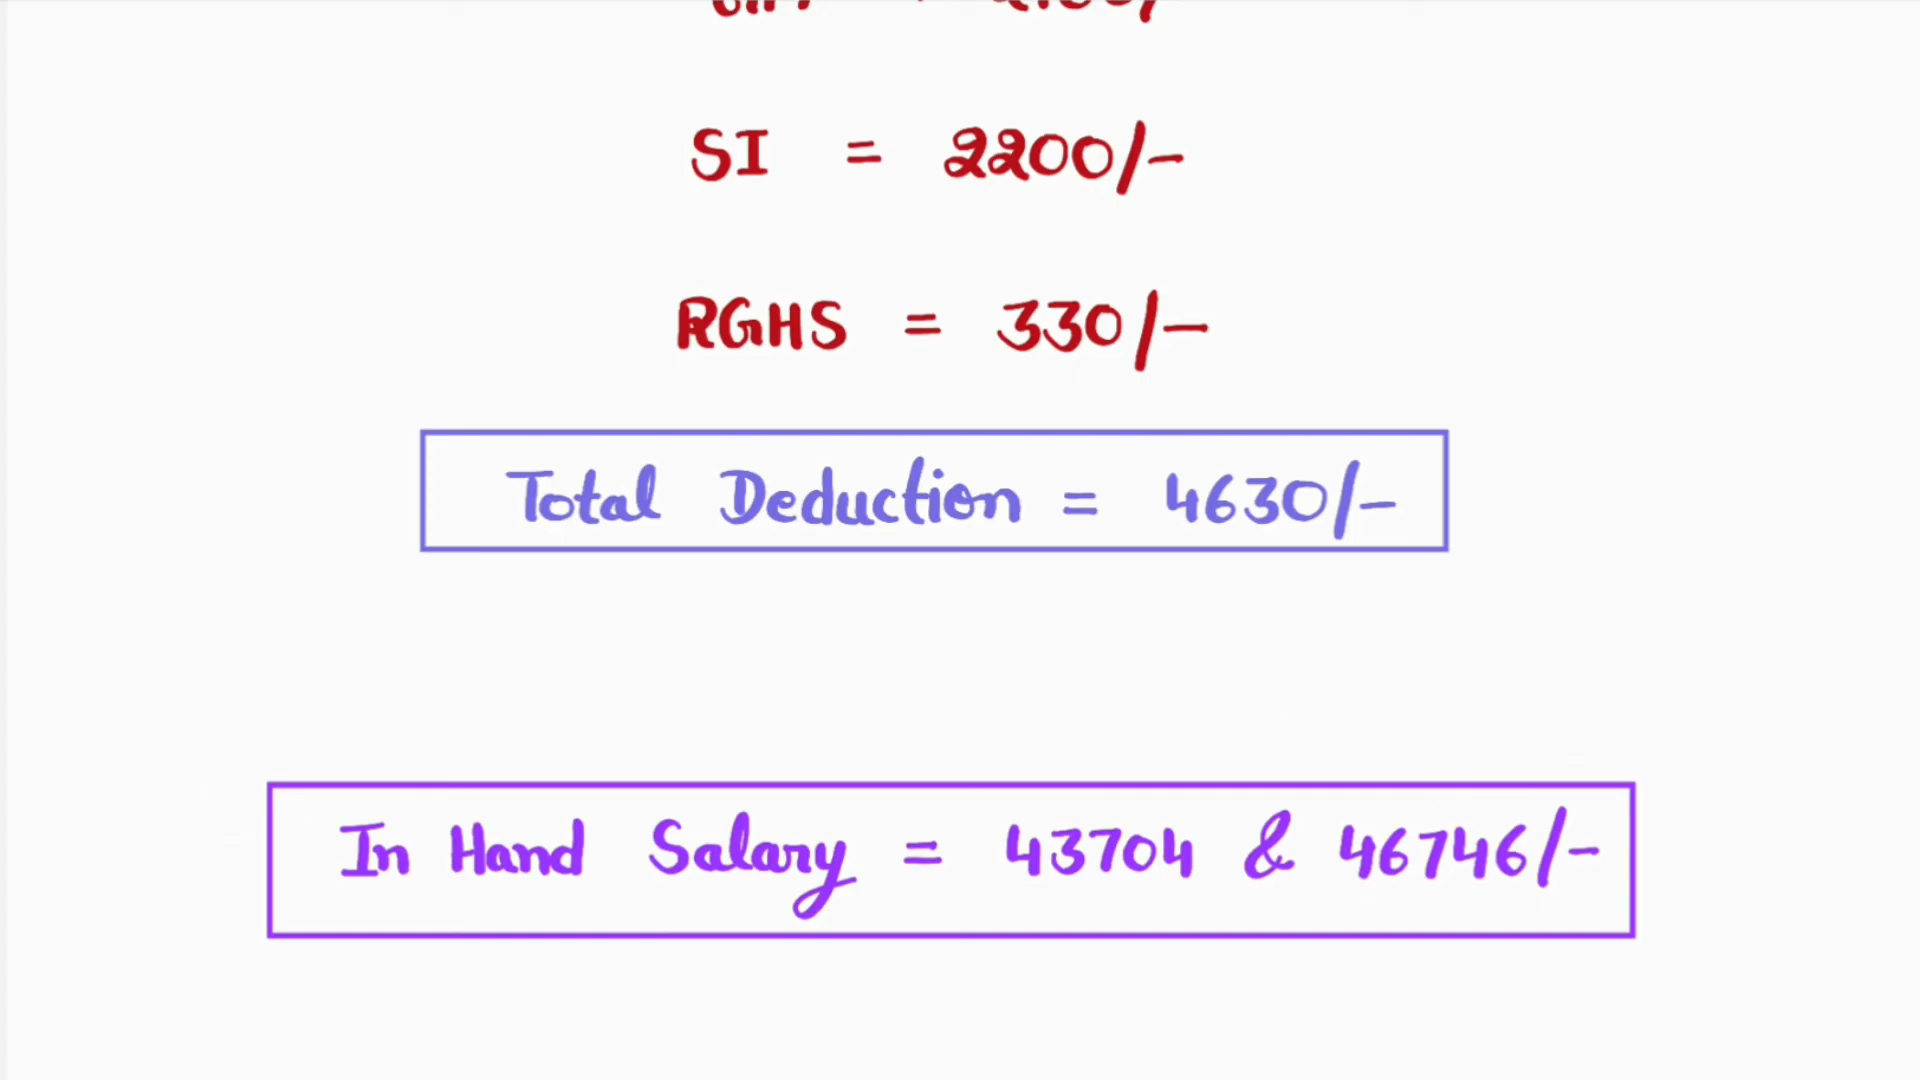 SI = 2200/-
RGHS = 330/-
Total Deduction = 4630/-
In Hand Salary = 43704 & 46746/-